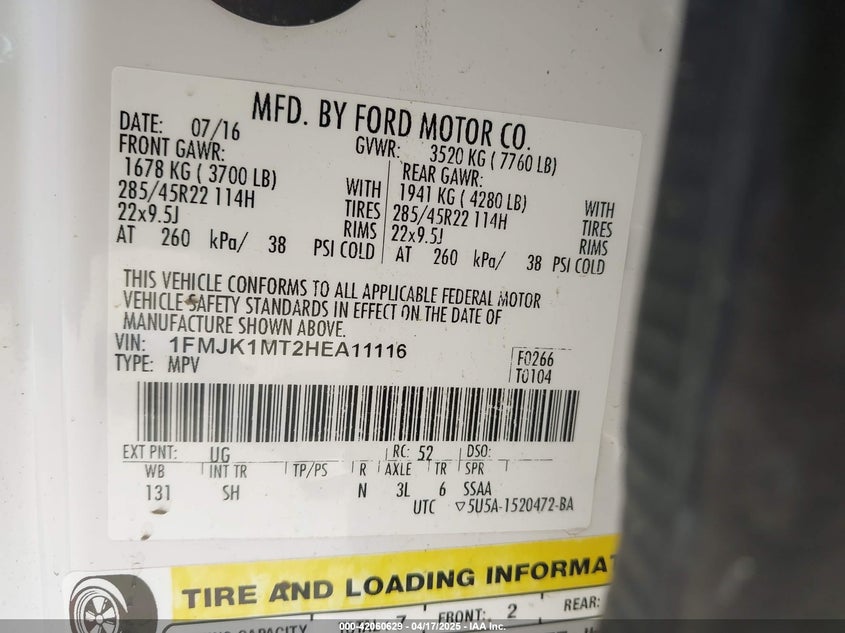 MFD. BY FORD MOTOR CO.
DATE: 07/16 GVWR: 3520 KG ( 7760 LB)
FRONT GAWR: REAR GAWR:
1678 KG ( 3700 LB) WITH 1941 KG ( 4280 LB) WITH
285/45R22 114H TIRES 285/45R22 114H TIRES
22x9.5J RIMS 22x9.5J RIMS
AT 260 kPa/ 38 PSI COLD AT 260 kPa/ 38 PSI COLD
THIS VEHICLE CONFORMS TO ALL APPLICABLE FEDERAL MOTOR
VEHICLE SAFETY STANDARDS IN EFFECT ON THE DATE OF
MANUFACTURE SHOWN ABOVE.
VIN: 1FMJK1MT2HEA11116 F0266
TYPE: MPV T0104
EXT PNT: UG RC: 52 DSO:
WB INT TR TP/PS R AXLE TR SPR
131 SH N 3L 6 SSAA
UTC ▽5U5A-1520472-BA
TIRE AND LOADING INFORMAT
CAPACITY 7 FRONT: 2 REAR:
000-42060629 - 04/17/2025 - IAA, Inc.